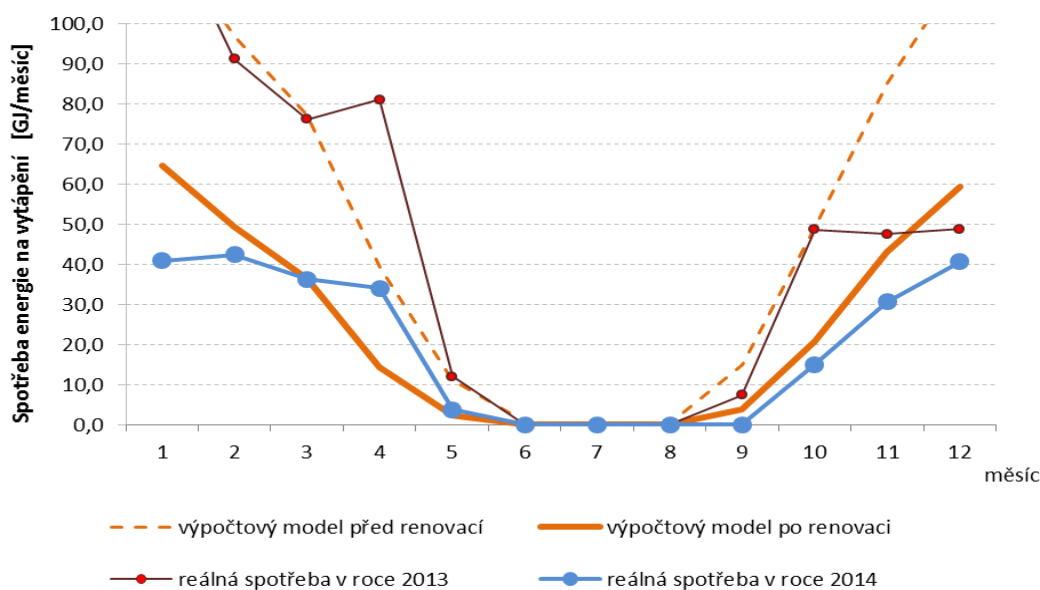 Spotřeba energie na vytápění [GJ/měsíc]
100,0
90,0
80,0
70,0
60,0
50,0
40,0
30,0
20,0
10,0
0,0
1 2 3 4 5 6 7 8 9 10 11 12
měsíc
výpočtový model před renovací
výpočtový model po renovaci
reálná spotřeba v roce 2013
reálná spotřeba v roce 2014